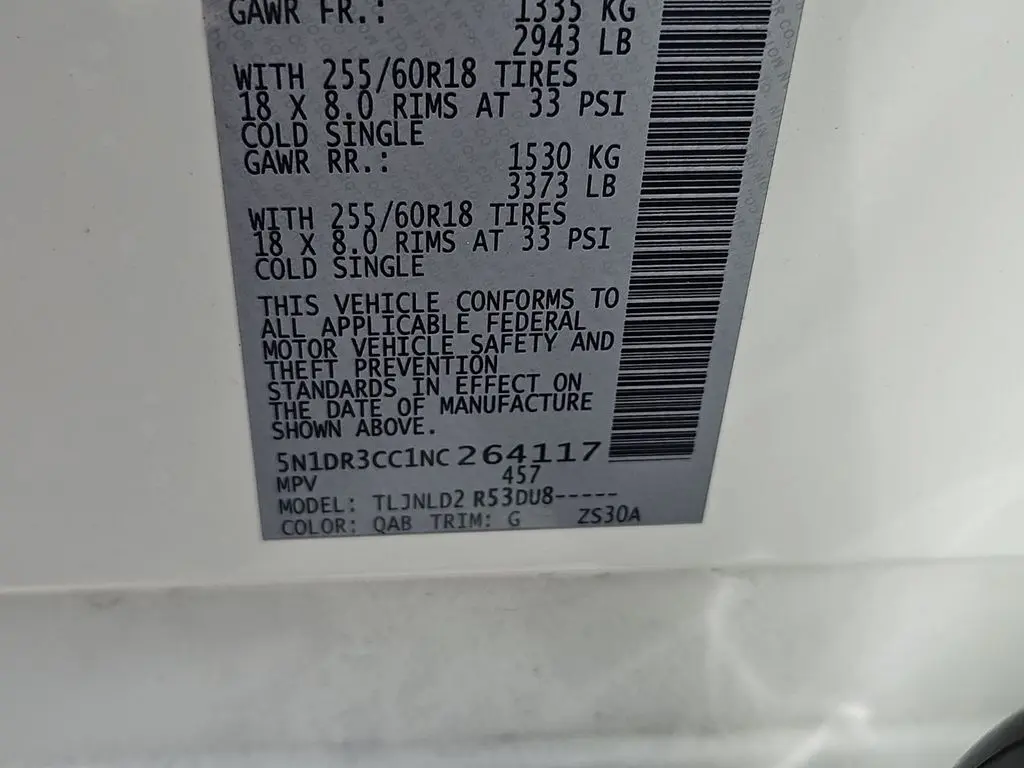 GAWR FR.: 1335 KG
2943 LB
WITH 255/60R18 TIRES
18 X 8.0 RIMS AT 33 PSI
COLD SINGLE
GAWR RR.: 1530 KG
3373 LB
WITH 255/60R18 TIRES
18 X 8.0 RIMS AT 33 PSI
COLD SINGLE
THIS VEHICLE CONFORMS TO
ALL APPLICABLE FEDERAL
MOTOR VEHICLE SAFETY AND
THEFT PREVENTION
STANDARDS IN EFFECT ON
THE DATE OF MANUFACTURE
SHOWN ABOVE.
5N1DR3CC1NC264117
MPV 457
MODEL: TLJNLD2 R53DU8-----
COLOR: QAB TRIM: G ZS30A